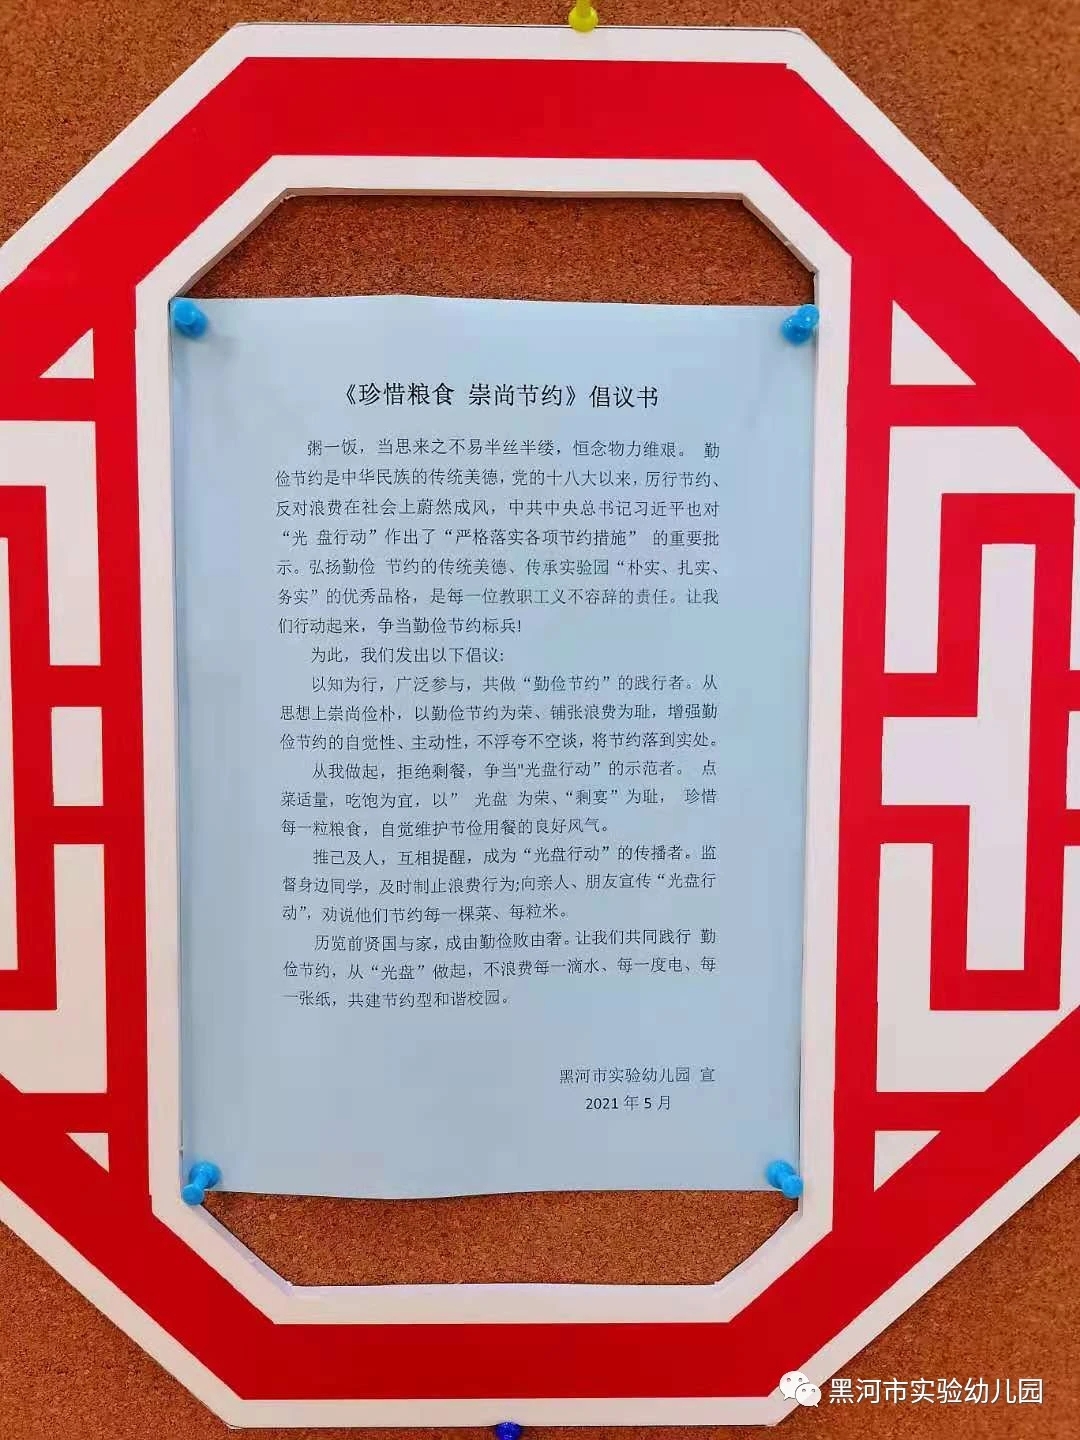 《珍惜粮食 崇尚节约》倡议书
粥一饭，当思来之不易半丝半缕，恒念物力维艰。 勤
俭节约是中华民族的传统美德，党的十八大以来，厉行节约、
反对浪费在社会上蔚然成风，中共中央总书记习近平也对
“光 盘行动”作出了“严格落实各项节约措施” 的重要批
示。弘扬勤俭 节约的传统美德、传承实验园“朴实、扎实、
务实”的优秀品格，是每一位教职工义不容辞的责任。让我
们行动起来，争当勤俭节约标兵!
为此，我们发出以下倡议:
以知为行，广泛参与，共做“勤俭节约”的践行者。从
思想上崇尚俭朴，以勤俭节约为荣、铺张浪费为耻，增强勤
俭节约的自觉性、主动性，不浮夸不空谈，将节约落到实处。
从我做起，拒绝剩餐，争当"光盘行动”的示范者。 点
菜适量，吃饱为宜，以” 光盘 为荣、“剩宴”为耻， 珍惜
每一粒粮食，自觉维护节俭用餐的良好风气。
推己及人，互相提醒，成为“光盘行动”的传播者。监
督身边同学，及时制止浪费行为;向亲人、朋友宣传“光盘行
动”，劝说他们节约每一棵菜、每粒米。
历览前贤国与家，成由勤俭败由奢。让我们共同践行 勤
俭节约，从“光盘”做起，不浪费每一滴水、每一度电、每
一张纸，共建节约型和谐校园。
黑河市实验幼儿园 宣
2021 年 5 月
黑河市实验幼儿园